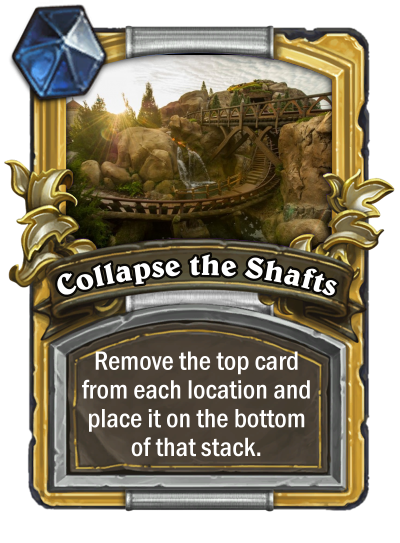 Collapse the Shafts
Remove the top card
from each location and
place it on the bottom
of that stack.